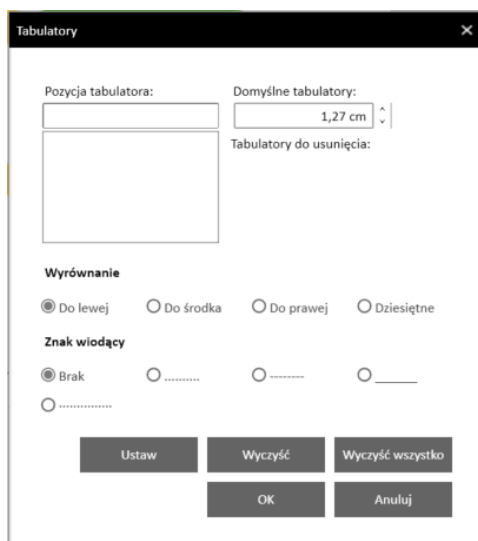 Tabulatory
Pozycja tabulatora: Domyślne tabulatory:
1,27 cm
Tabulatory do usunięcia:
Wyrównanie
Do lewej Do środka Do prawej Dziesiętne
Znak wiodący
Brak .......... -------- ______
...............
Ustaw Wyczyść Wyczyść wszystko
OK Anuluj